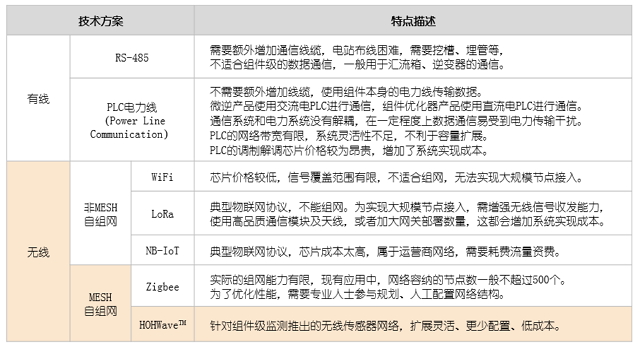 技术方案
特点描述
有线
RS-485
需要额外增加通信线缆，电站布线困难，需要挖槽、埋管等，
不适合组件级的数据通信，一般用于汇流箱、逆变器的通信。
PLC电力线
(Power Line
Communication)
不需要额外增加线缆，使用组件本身的电力线传输数据。
微逆产品使用交流电PLC进行通信，组件优化器产品使用直流电PLC进行通信。
通信系统和电力系统没有解耦，在一定程度上数据通信易受到电力传输干扰。
PLC的网络带宽有限，系统灵活性不足，不利于容量扩展。
PLC的调制解调芯片价格较为昂贵，增加了系统实现成本。
无线
非MESH
自组网
WiFi
芯片价格较低，信号覆盖范围有限，不适合组网，无法实现大规模节点接入。
LoRa
典型物联网协议，不能组网。为实现大规模节点接入，需增强无线信号收发能力，
使用高品质通信模块及天线，或者加大网关部署数量，这都会增加系统实现成本。
NB-IoT
典型物联网协议，芯片成本太高，属于运营商网络，需要耗费流量资费。
MESH
自组网
Zigbee
实际的组网能力有限，现有应用中，网络容纳的节点数一般不超过500个。
为了优化性能，需要专业人士参与规划、人工配置网络结构。
HOHWave™
针对组件级监测推出的无线传感器网络，扩展灵活、更少配置、低成本。